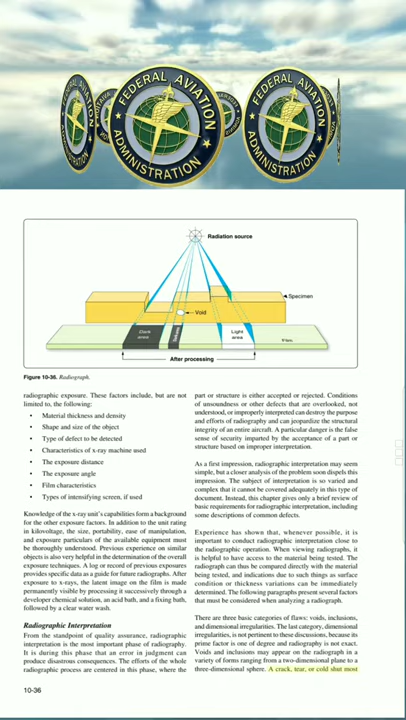 FEDERAL AVIATION
ADMINISTRATION
FEDERAL AVIATION
ADMINISTRATION
Radiation source
Specimen
Void
Dark
area
Light
area
Film
After processing
Figure 10-36. Radiograph.
radiographic exposure. These factors include, but are not
limited to, the following:
• Material thickness and density
• Shape and size of the object
• Type of defect to be detected
• Characteristics of x-ray machine used
• The exposure distance
• The exposure angle
• Film characteristics
• Types of intensifying screen, if used
Knowledge of the x-ray unit's capabilities form a background
for the other exposure factors. In addition to the unit rating
in kilovoltage, the size, portability, ease of manipulation,
and exposure particulars of the available equipment must
be thoroughly understood. Previous experience on similar
objects is also very helpful in the determination of the overall
exposure techniques. A log or record of previous exposures
provides specific data as a guide for future radiographs. After
exposure to x-rays, the latent image on the film is made
permanently visible by processing it successively through a
developer chemical solution, an acid bath, and a fixing bath,
followed by a clear water wash.
Radiographic Interpretation
From the standpoint of quality assurance, radiographic
interpretation is the most important phase of radiography.
It is during this phase that an error in judgment can
produce disastrous consequences. The efforts of the whole
radiographic process are centered in this phase, where the
part or structure is either accepted or rejected. Conditions
of unsoundness or other defects that are overlooked, not
understood, or improperly interpreted can destroy the purpose
and efforts of radiography and can jeopardize the structural
integrity of an entire aircraft. A particular danger is the false
sense of security imparted by the acceptance of a part or
structure based on improper interpretation.
As a first impression, radiographic interpretation may seem
simple, but a closer analysis of the problem soon dispels this
impression. The subject of interpretation is so varied and
complex that it cannot be covered adequately in this type of
document. Instead, this chapter gives only a brief review of
basic requirements for radiographic interpretation, including
some descriptions of common defects.
Experience has shown that, whenever possible, it is
important to conduct radiographic interpretation close to
the radiographic operation. When viewing radiographs, it
is helpful to have access to the material being tested. The
radiograph can thus be compared directly with the material
being tested, and indications due to such things as surface
condition or thickness variations can be immediately
determined. The following paragraphs present several factors
that must be considered when analyzing a radiograph.
There are three basic categories of flaws: voids, inclusions,
and dimensional irregularities. The last category, dimensional
irregularities, is not pertinent to these discussions, because its
prime factor is one of degree and radiography is not exact.
Voids and inclusions may appear on the radiograph in a
variety of forms ranging from a two-dimensional plane to a
three-dimensional sphere. A crack, tear, or cold shut most
10-36